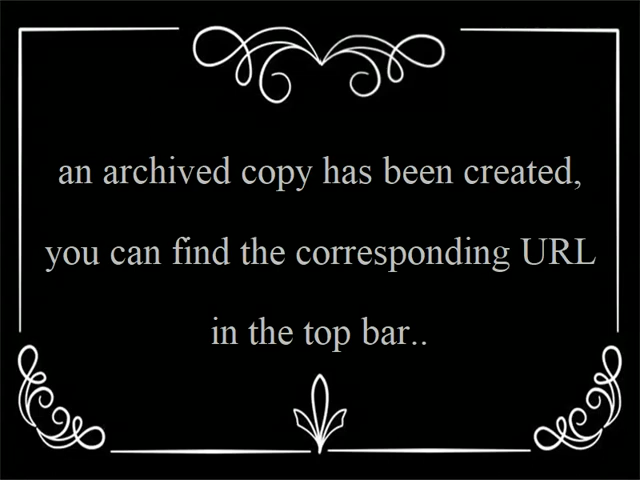 an archived copy has been created,
you can find the corresponding URL
in the top bar..